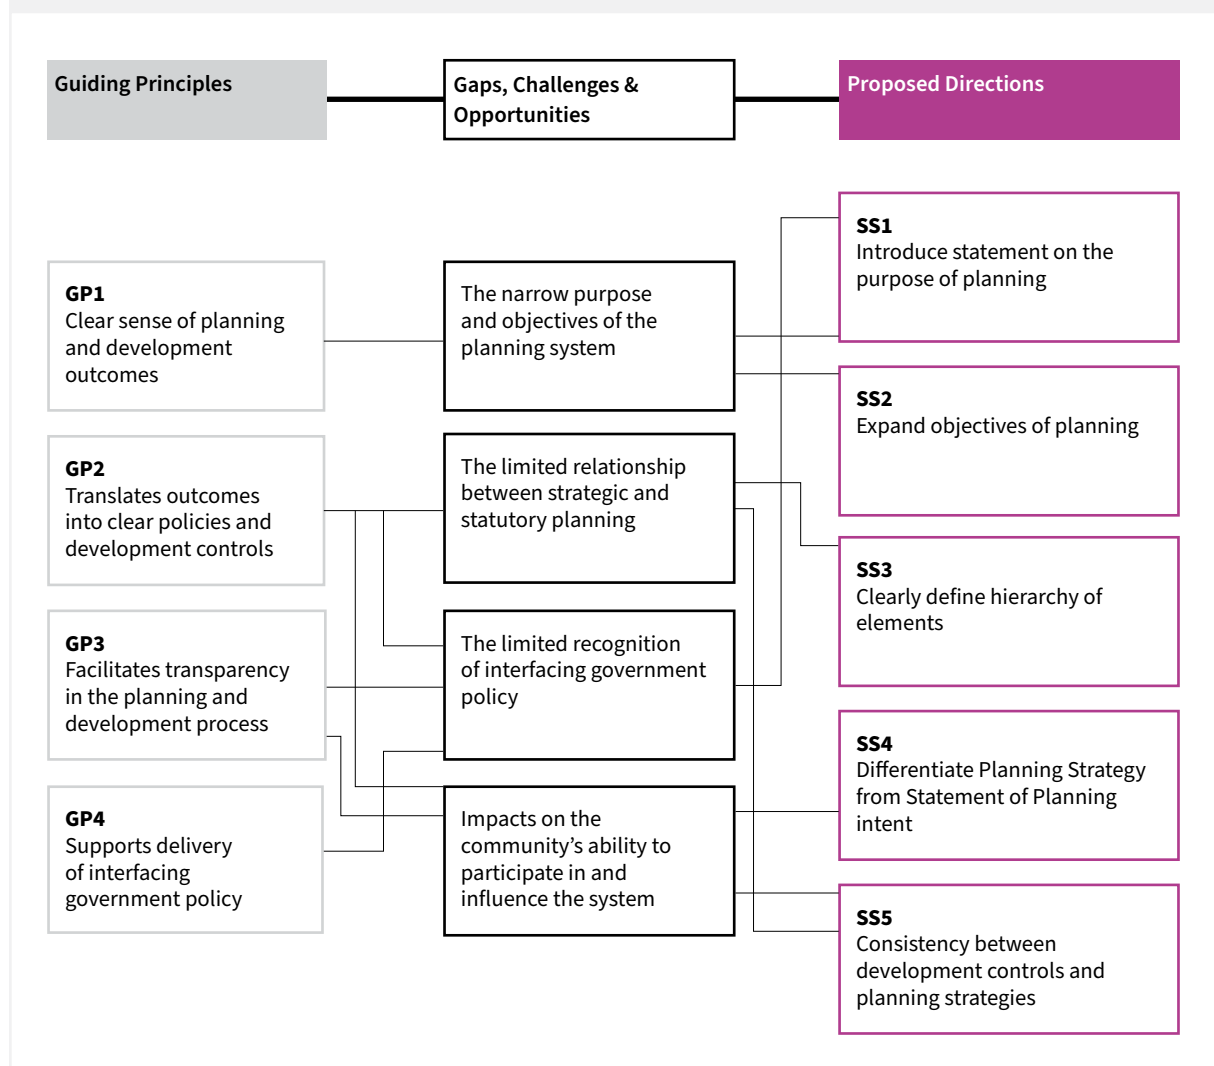 Guiding Principles
Gaps, Challenges &
Opportunities
Proposed Directions
GP1
Clear sense of planning
and development
outcomes
GP2
Translates outcomes
into clear policies and
development controls
GP3
Facilitates transparency
in the planning and
development process
GP4
Supports delivery
of interfacing
government policy
The narrow purpose
and objectives of the
planning system
The limited relationship
between strategic and
statutory planning
The limited recognition
of interfacing government
policy
Impacts on the
community’s ability to
participate in and
influence the system
SS1
Introduce statement on the
purpose of planning
SS2
Expand objectives of planning
SS3
Clearly define hierarchy of
elements
SS4
Differentiate Planning Strategy
from Statement of Planning
intent
SS5
Consistency between
development controls and
planning strategies